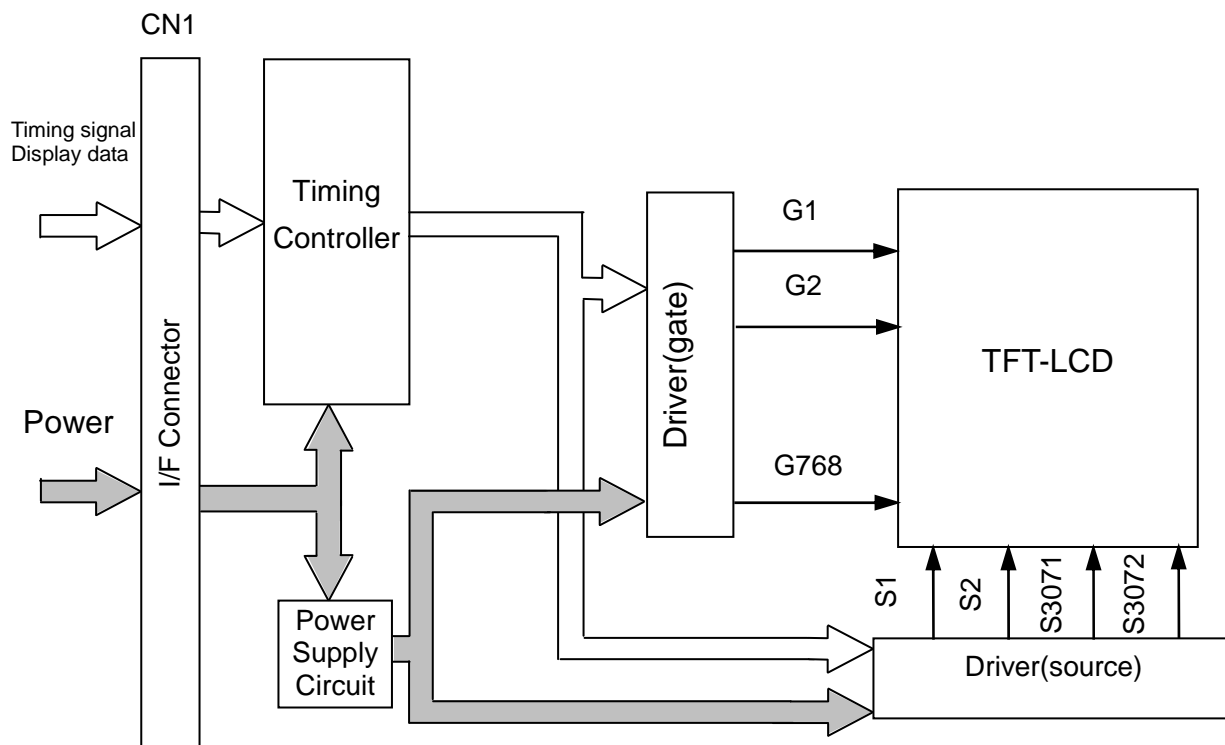 CN1
Timing signal
Display data
Timing
Controller
Power
I/F Connector
Power
Supply
Circuit
Driver(gate)
G1
G2
G768
TFT-LCD
S1
S2
S3071
S3072
Driver(source)